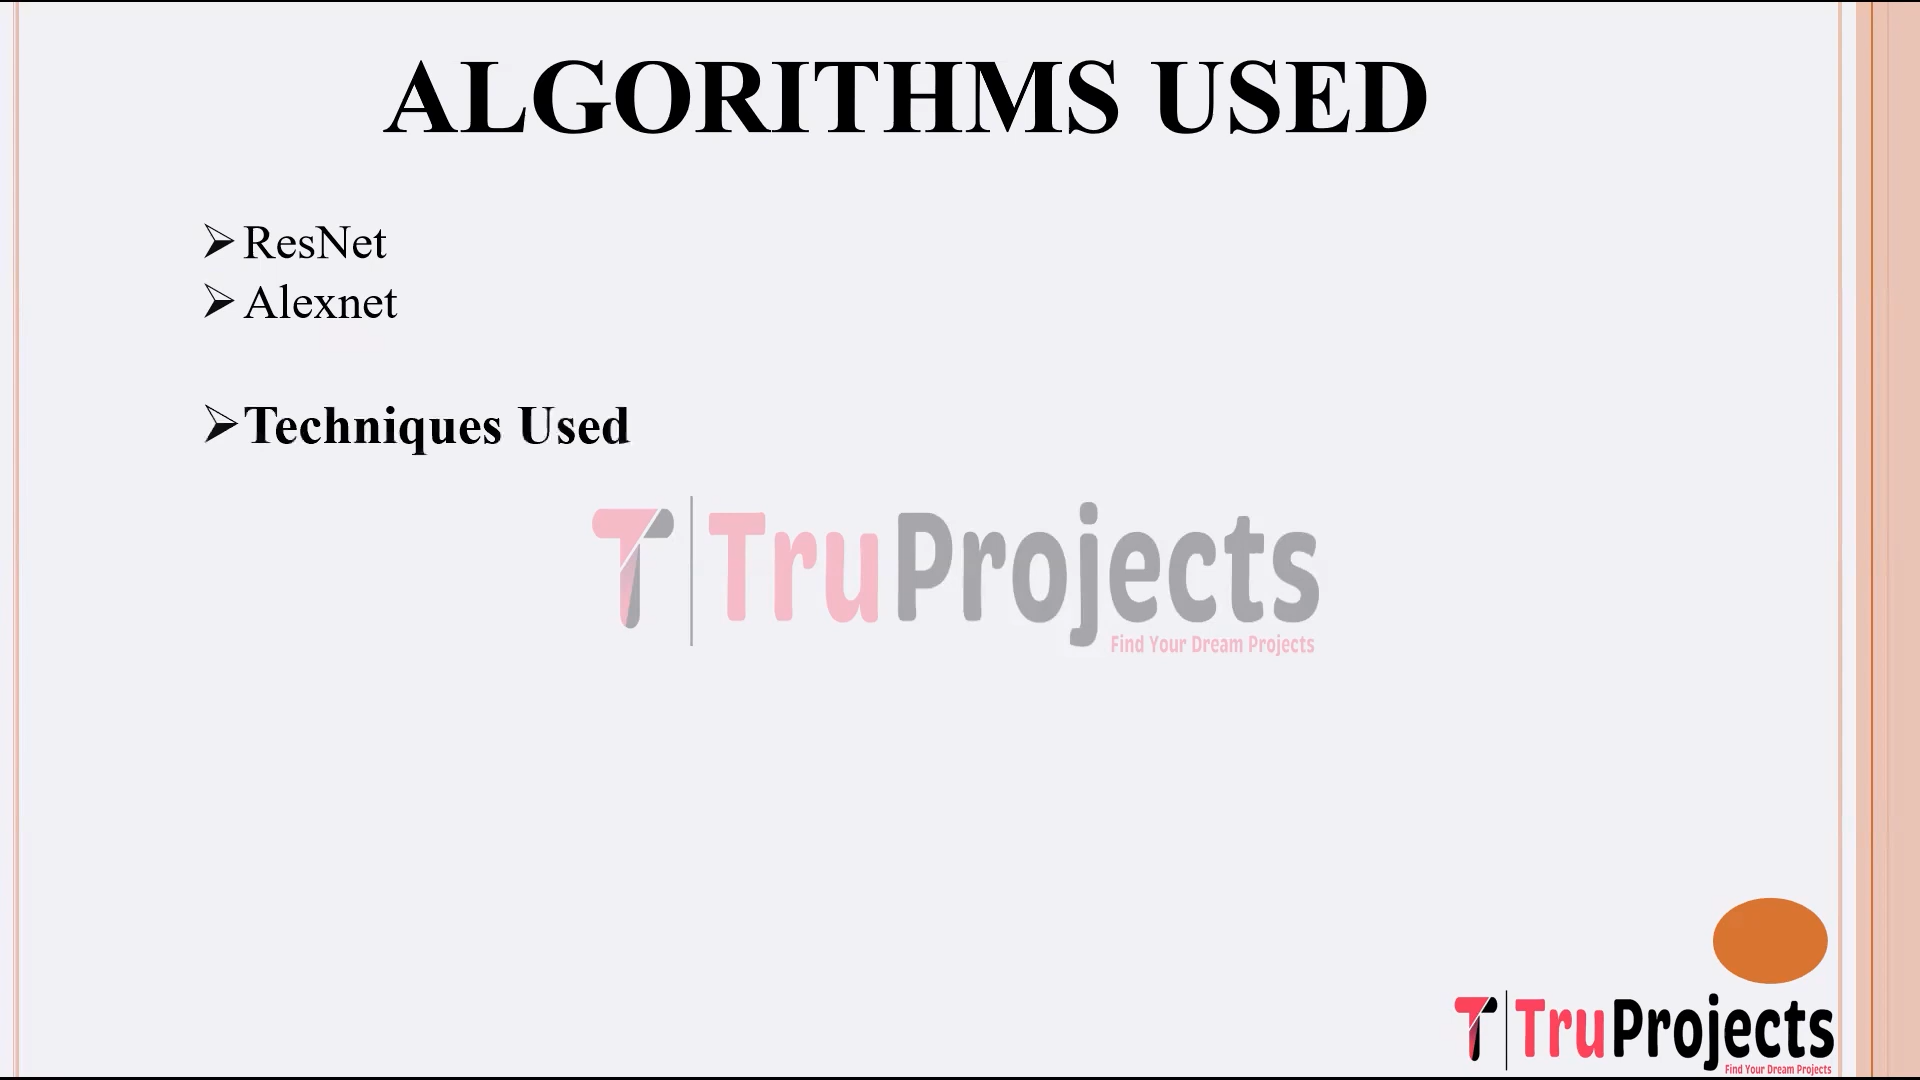 ALGORITHMS USED
ResNet
Alexnet
Techniques Used
TruProjects
Find Your Dream Projects
TruProjects
Find Your Dream Projects